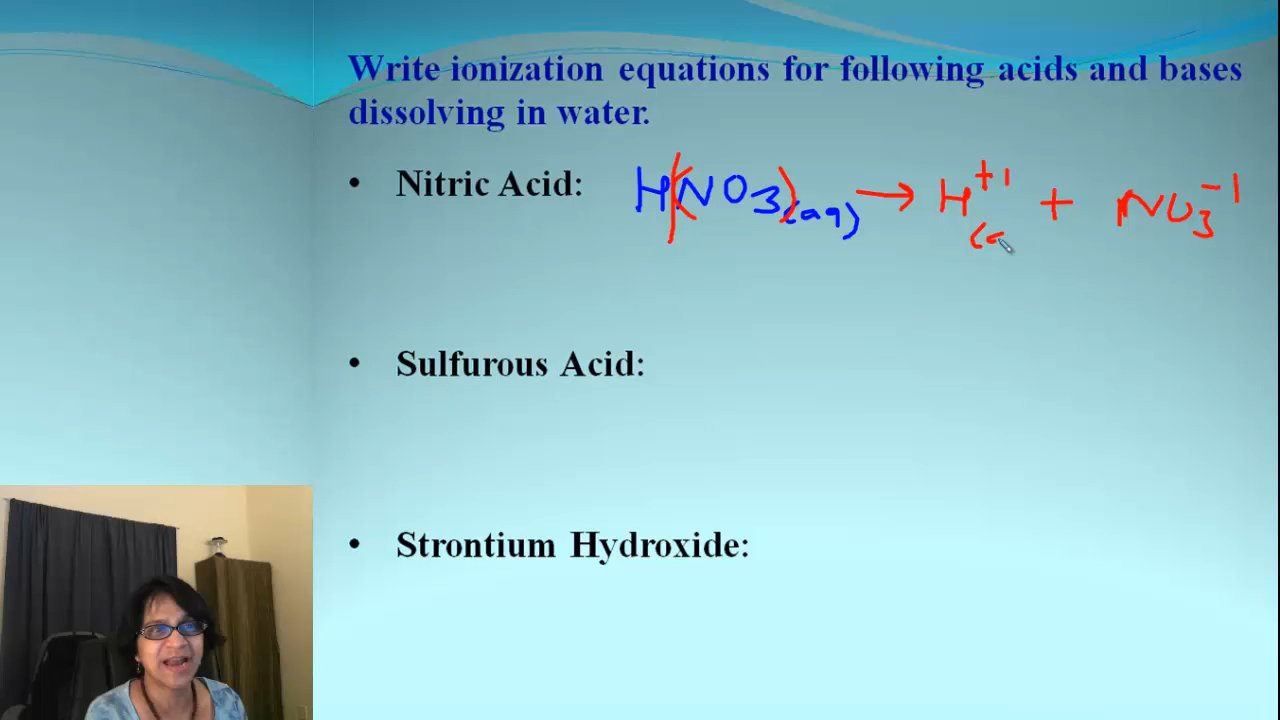 Write ionization equations for following acids and bases
dissolving in water.
• Nitric Acid: H(NO3)(aq) → H+1 + NO3-1
(a
• Sulfurous Acid:
• Strontium Hydroxide: